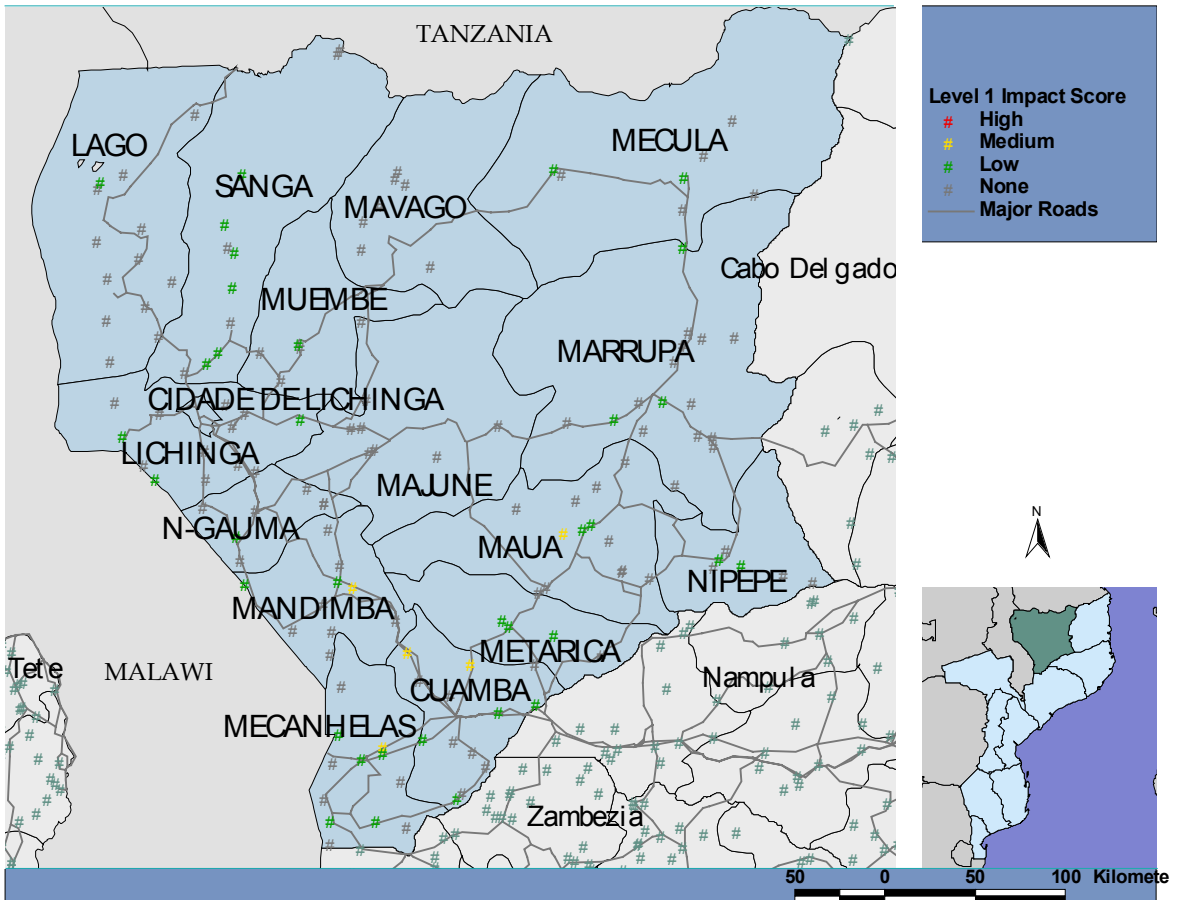 TANZANIA
Level 1 Impact Score
# High
# Medium
# Low
# None
Major Roads
LAGO
MECULA
SANGA
MAVAGO
Cabo Del gado
MUEMBE
MARRUPA
CIDADE DE LICHINGA
LICHINGA
MAJUNE
N-GAUMA
MAUA
N
NIPEPE
MANDIMBA
METARICA
Tete
MALAWI
Nampula
CUAMBA
MECANHELAS
Zambezia
50 0 50 100 Kilomete